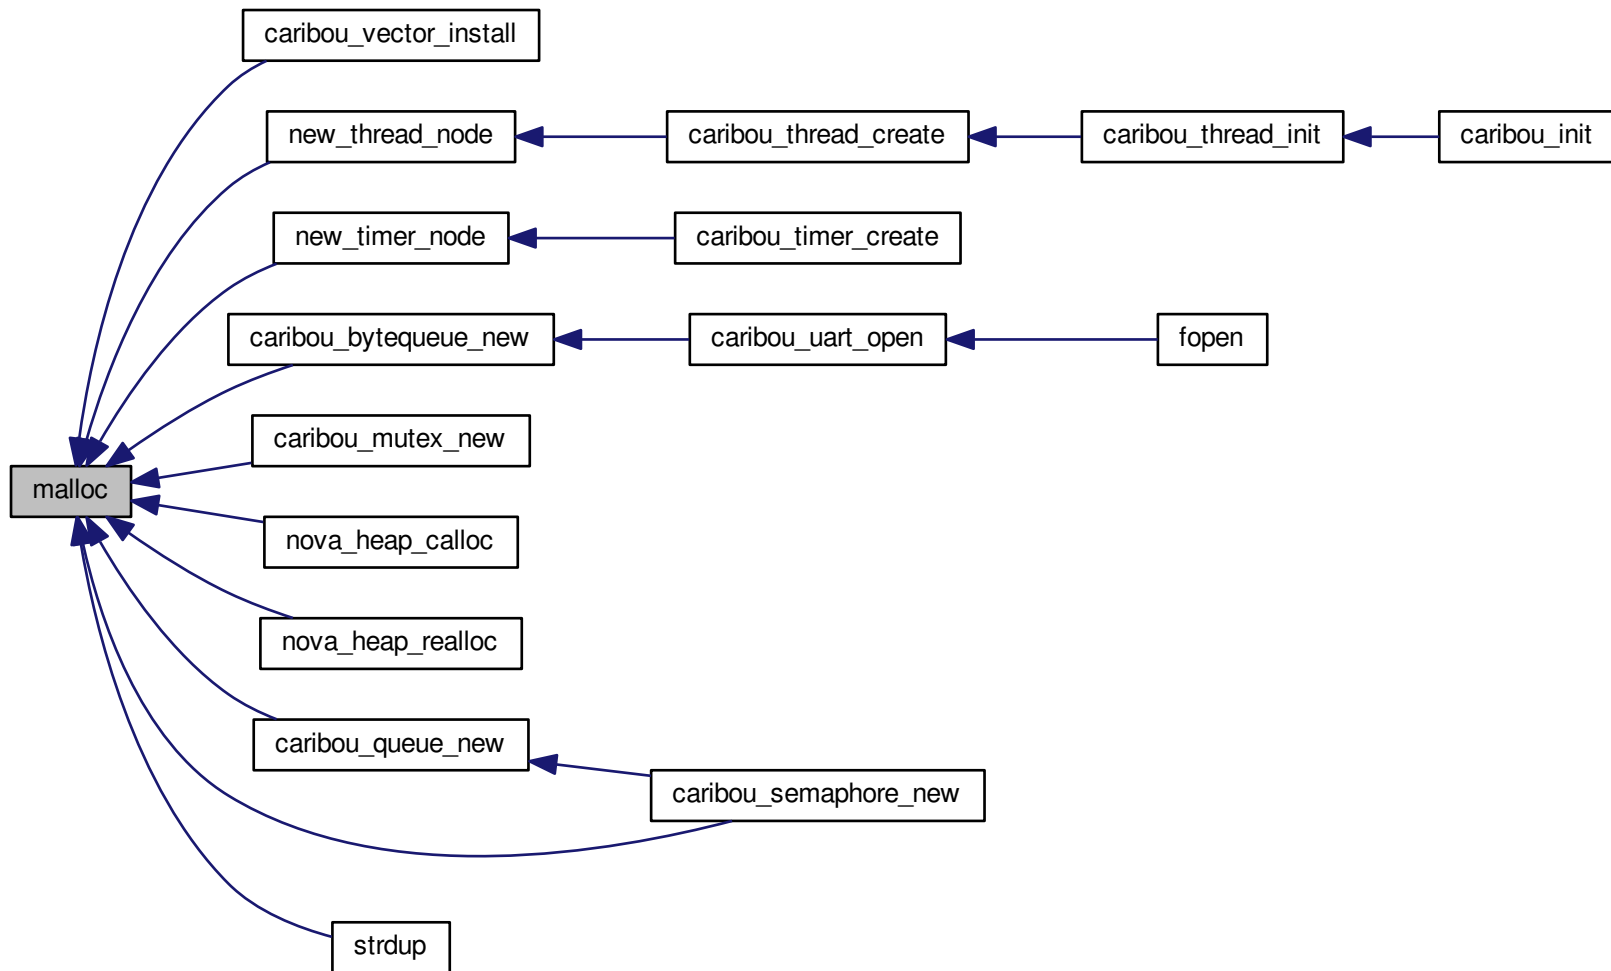 caribou_vector_install
new_thread_node
caribou_thread_create
caribou_thread_init
caribou_init
new_timer_node
caribou_timer_create
caribou_bytequeue_new
caribou_uart_open
fopen
caribou_mutex_new
malloc
nova_heap_calloc
nova_heap_realloc
caribou_queue_new
caribou_semaphore_new
strdup